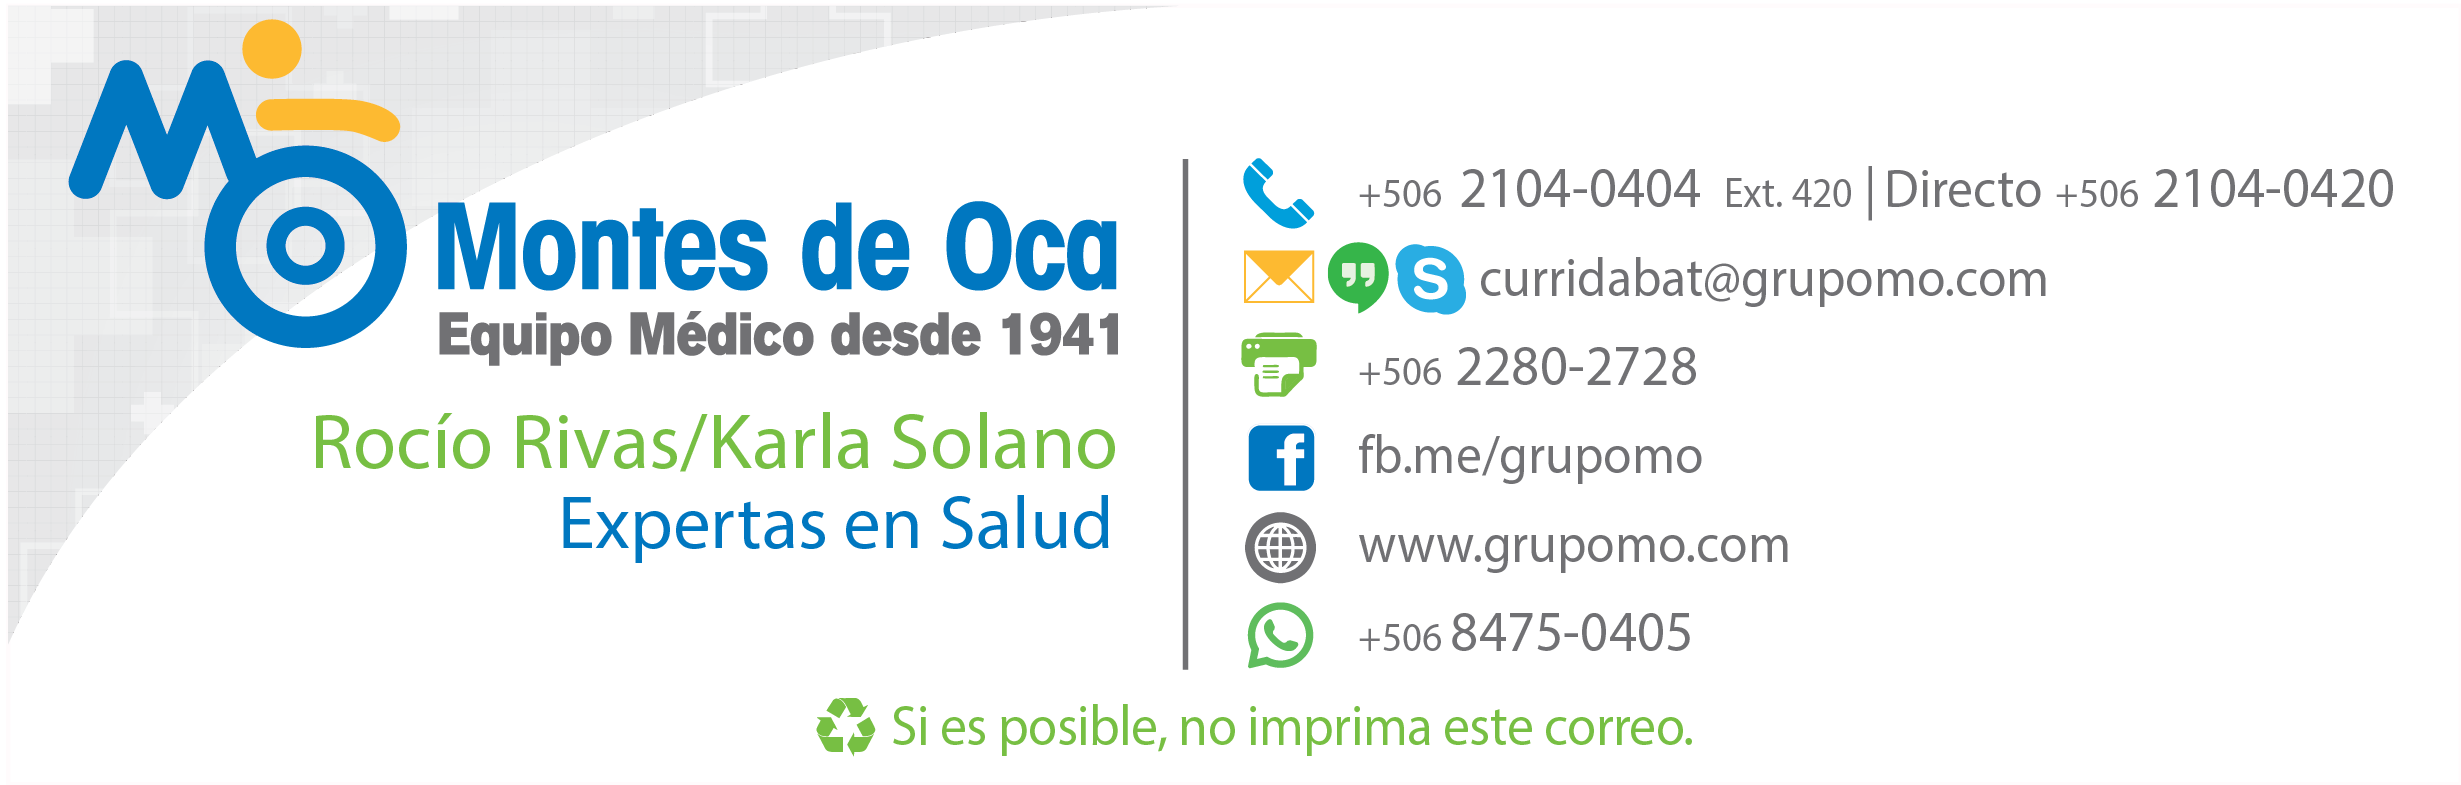 Montes de Oca
Equipo Médico desde 1941
Rocío Rivas/Karla Solano
Expertas en Salud
+506 2104-0404 Ext. 420 | Directo +506 2104-0420
curridabat@grupomo.com
+506 2280-2728
fb.me/grupomo
www.grupomo.com
+506 8475-0405
Si es posible, no imprima este correo.